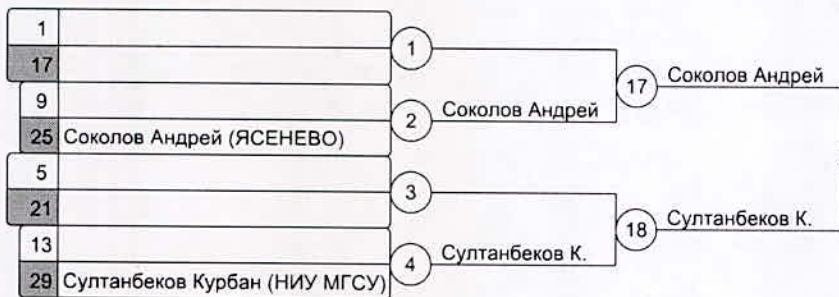 1
17
1
9
25 Соколов Андрей (ЯСЕНЕВО)
2
Соколов Андрей
17
Соколов Андрей
5
21
3
13
29 Султанбеков Курбан (НИУ МГСУ)
4
Султанбеков К.
18
Султанбеков К.